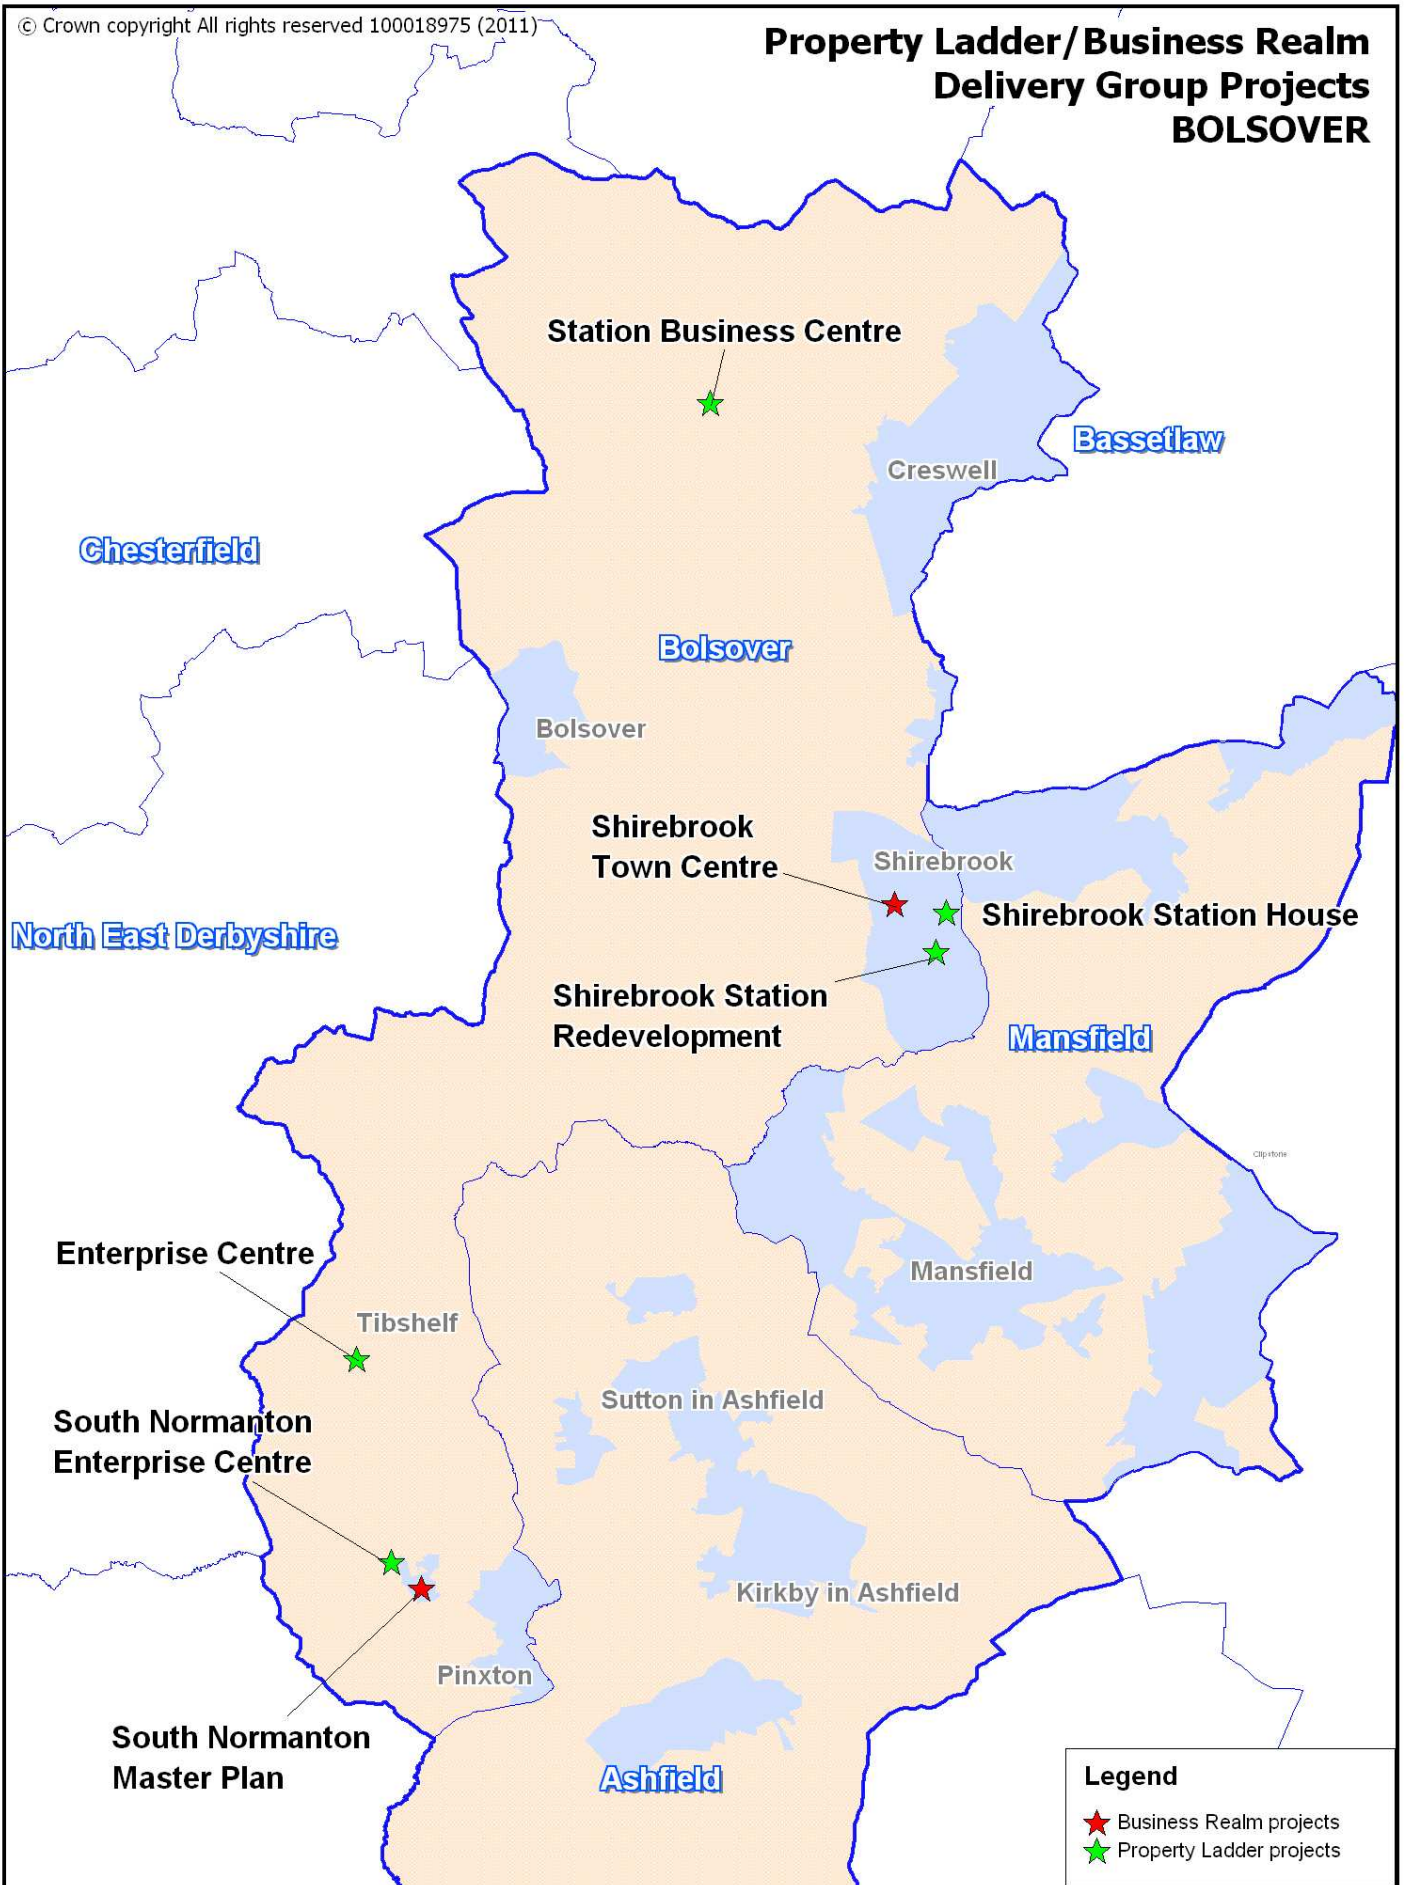 © Crown copyright All rights reserved 100018975 (2011)
Property Ladder/Business Realm
Delivery Group Projects
BOLSOVER
Station Business Centre
Bassetlaw
Creswell
Chesterfield
Bolsover
Bolsover
Shirebrook
Town Centre
Shirebrook
Shirebrook Station House
North East Derbyshire
Shirebrook Station
Redevelopment
Mansfield
Clipstone
Enterprise Centre
Mansfield
Tibshelf
Sutton in Ashfield
South Normanton
Enterprise Centre
Kirkby in Ashfield
Pinxton
South Normanton
Master Plan
Ashfield
Legend
Business Realm projects
Property Ladder projects